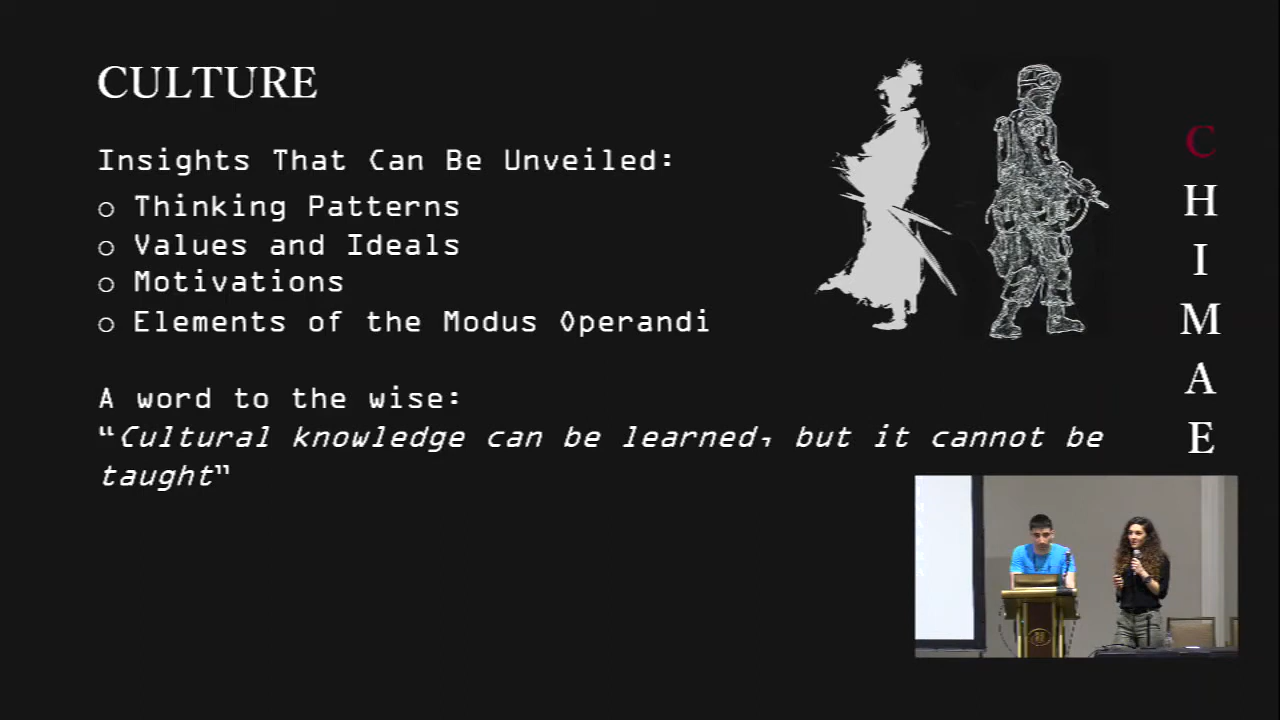 CULTURE
Insights That Can Be Unveiled:
○ Thinking Patterns
○ Values and Ideals
○ Motivations
○ Elements of the Modus Operandi
A word to the wise:
“Cultural knowledge can be learned, but it cannot be
taught”
C
H
I
M
A
E